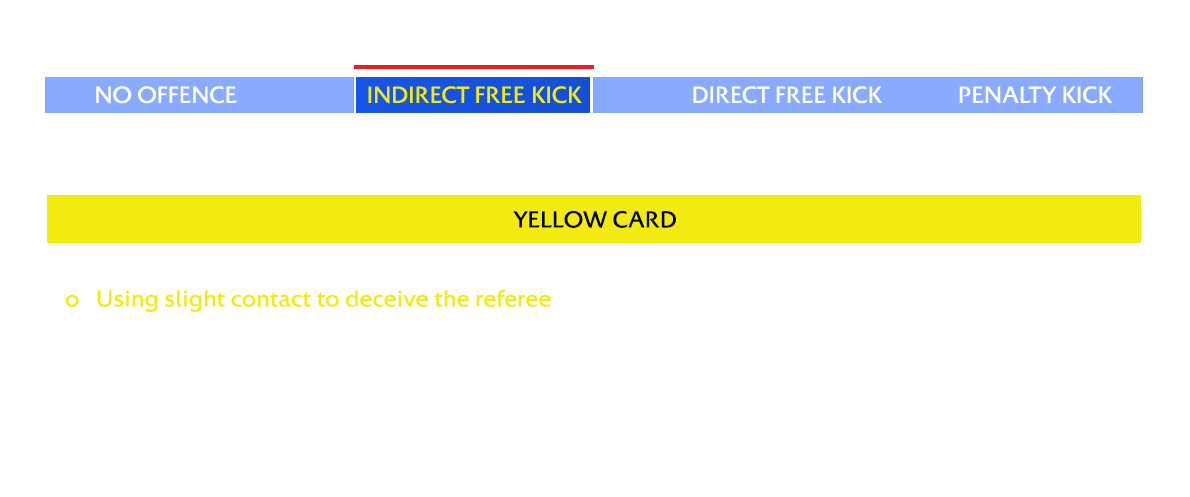 NO OFFENCE INDIRECT FREE KICK DIRECT FREE KICK PENALTY KICK
YELLOW CARD
o Using slight contact to deceive the referee